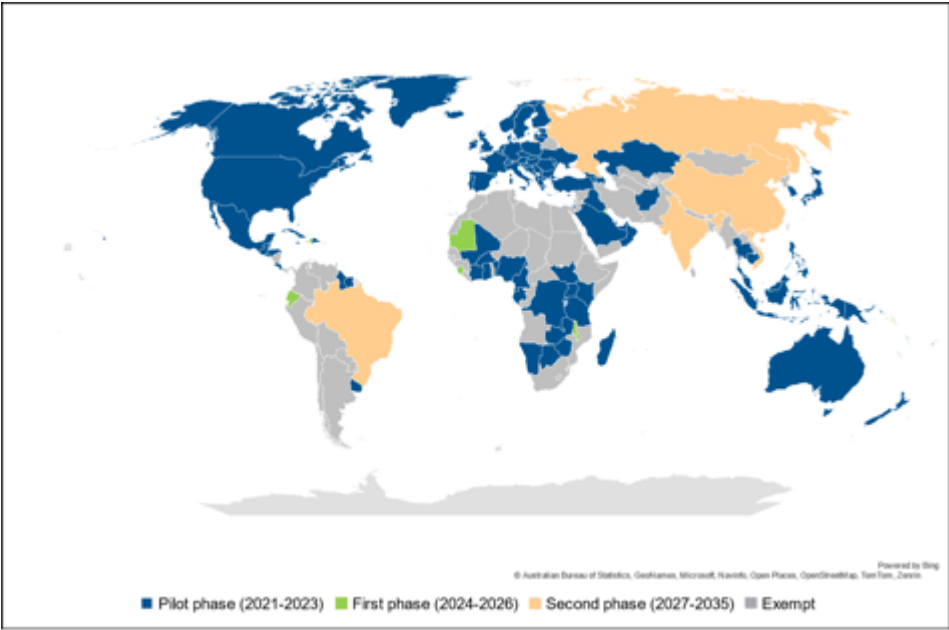 Powered by Bing
© Australian Bureau of Statistics, GeoNames, Microsoft, Navinfo, Open Places, OpenStreetMap, TomTom, Zenrin
Pilot phase (2021-2023) First phase (2024-2026) Second phase (2027-2035) Exempt